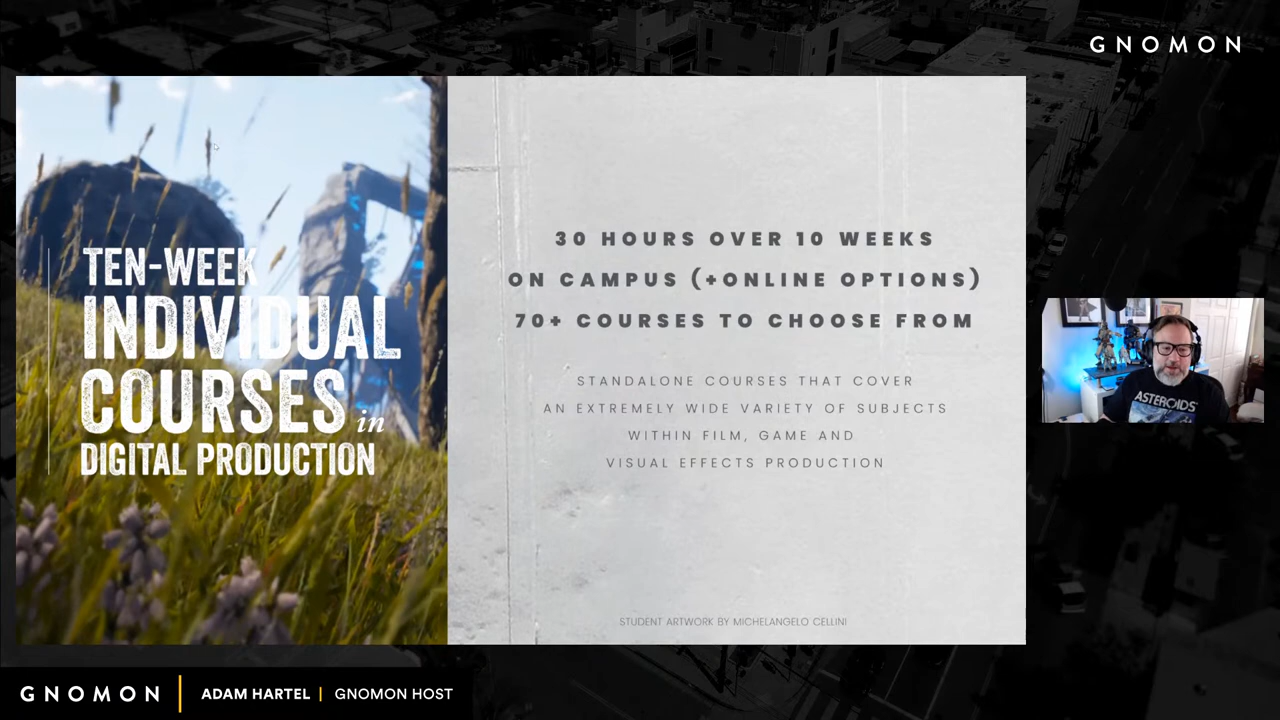 GNOMON
TEN-WEEK
INDIVIDUAL
COURSES in
DIGITAL PRODUCTION
30 HOURS OVER 10 WEEKS
ON CAMPUS (+ONLINE OPTIONS)
70+ COURSES TO CHOOSE FROM
STANDALONE COURSES THAT COVER
AN EXTREMELY WIDE VARIETY OF SUBJECTS
WITHIN FILM, GAME AND
VISUAL EFFECTS PRODUCTION
STUDENT ARTWORK BY MICHELANGELO CELLINI
ASTEROIDS
GNOMON | ADAM HARTEL | GNOMON HOST